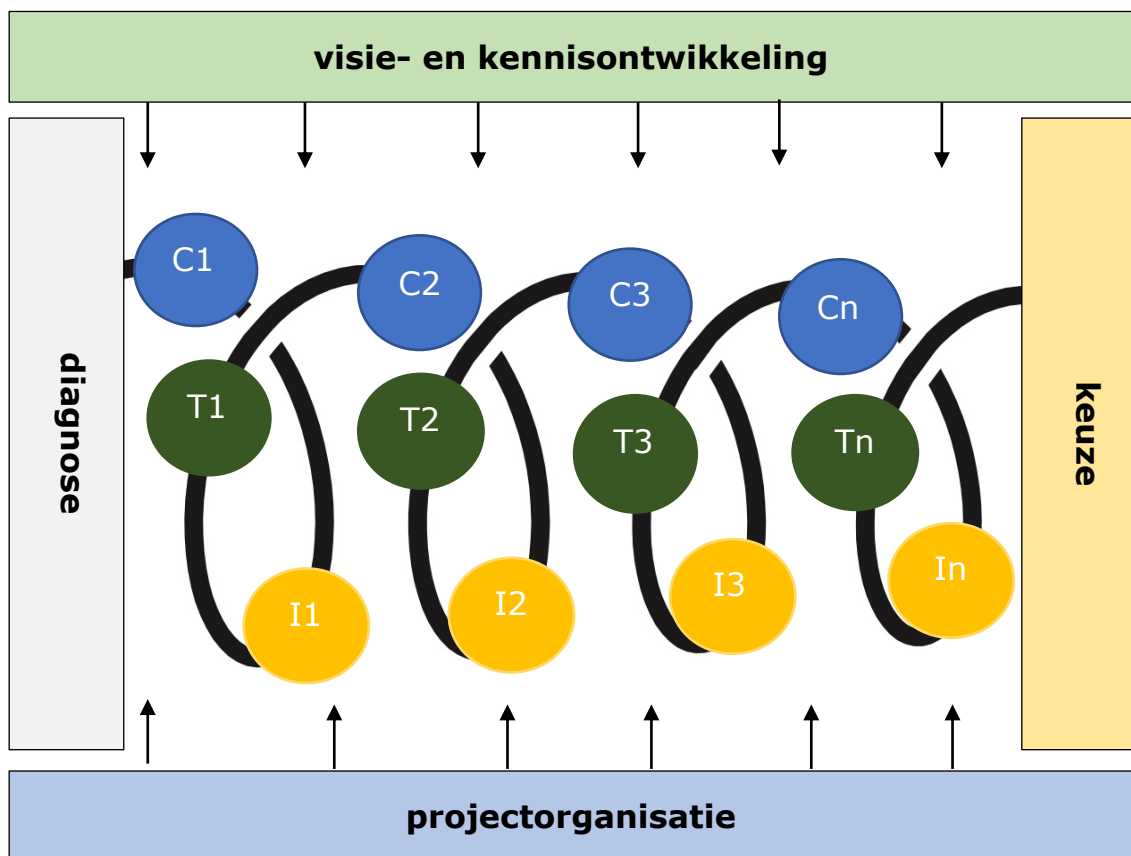 visie- en kennisontwikkeling
diagnose
C1
C2
C3
Cn
T1
T2
T3
Tn
I1
I2
I3
In
keuze
projectorganisatie